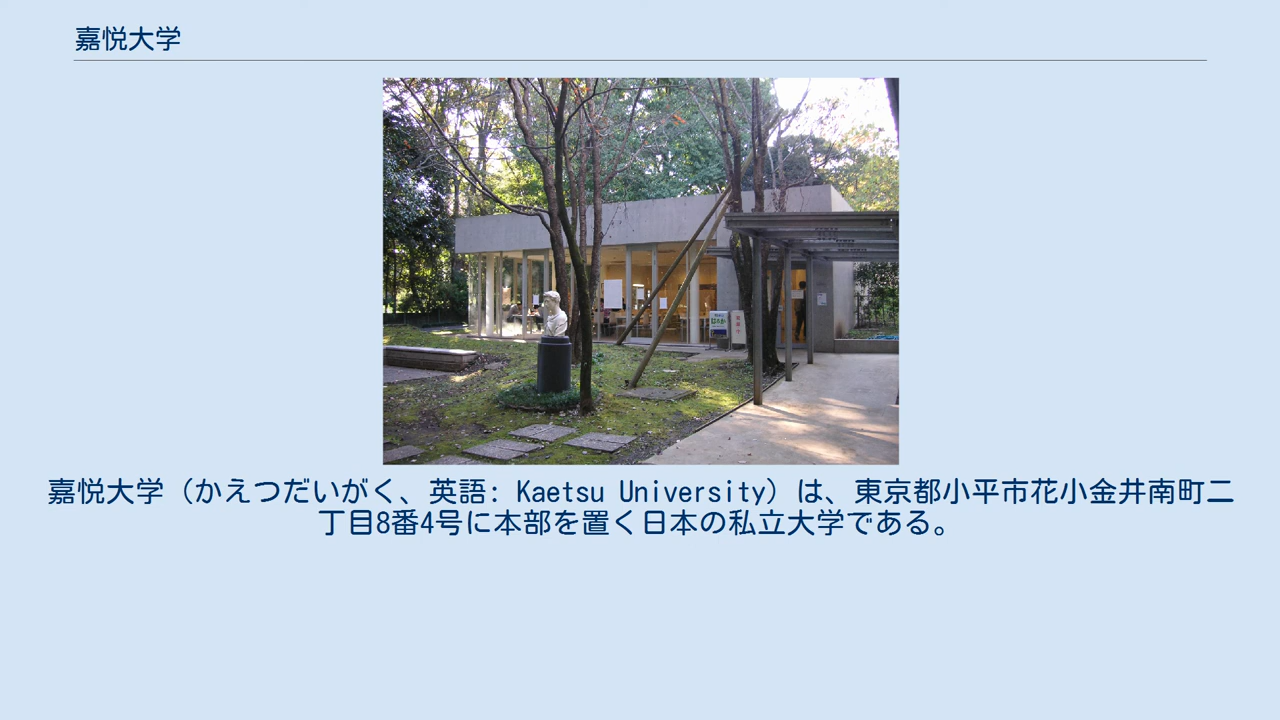 嘉悦大学
嘉悦大学（かえつだいがく、英語: Kaetsu University）は、東京都小平市花小金井南町二
丁目8番4号に本部を置く日本の私立大学である。